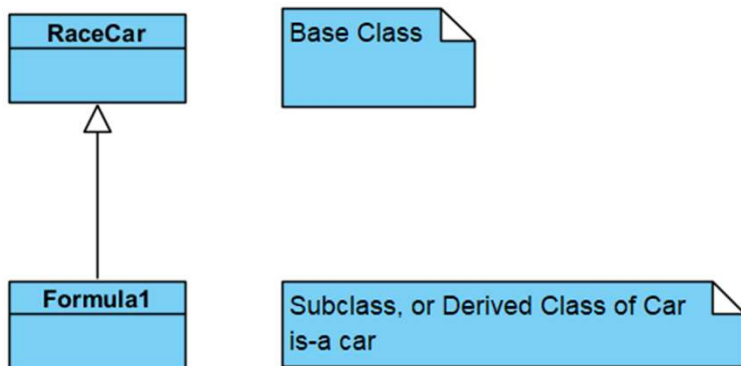 RaceCar
Base Class
Formula1
Subclass, or Derived Class of Car
is-a car